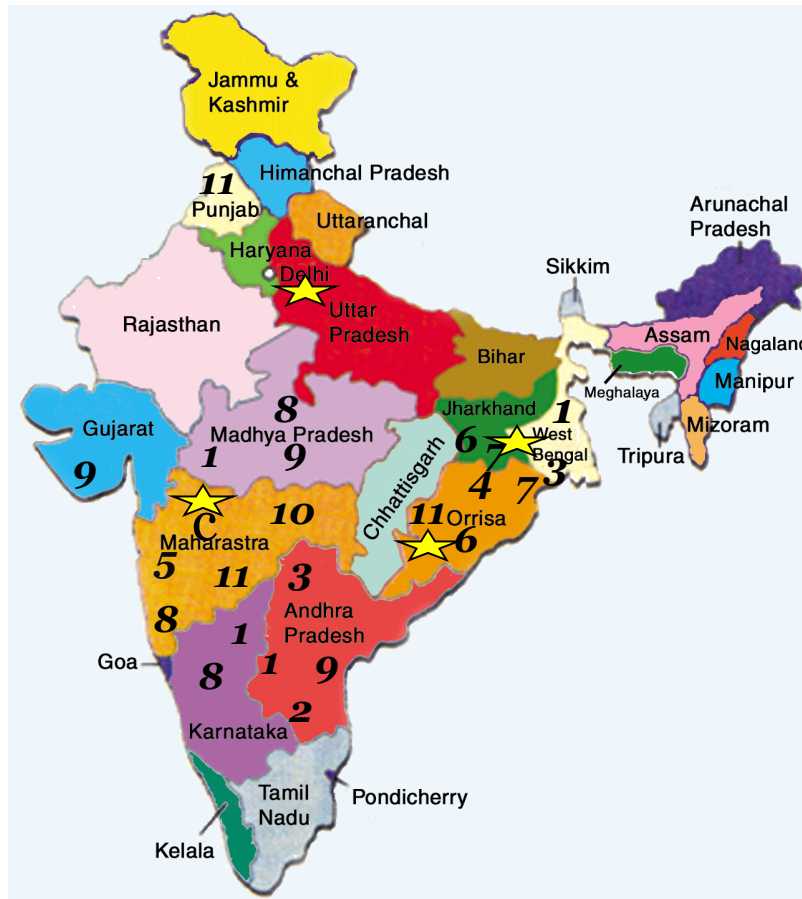 Jammu &
Kashmir
Himanchal Pradesh
11
Punjab
Uttaranchal
Arunachal
Pradesh
Haryana
Delhi
Sikkim
Uttar
Pradesh
Rajasthan
Assam
Nagaland
Bihar
Meghalaya
Manipur
8
Jharkhand
1
Gujarat
Madhya Pradesh
6
West
Bengal
Mizoram
9
1
9
7
3
Tripura
Chhattisgarh
4
7
C
10
11
Orrisa
Maharastra
6
5
11
3
8
Andhra
Pradesh
1
Goa
8
1
9
2
Karnataka
Tamil
Nadu
Pondicherry
Kelala